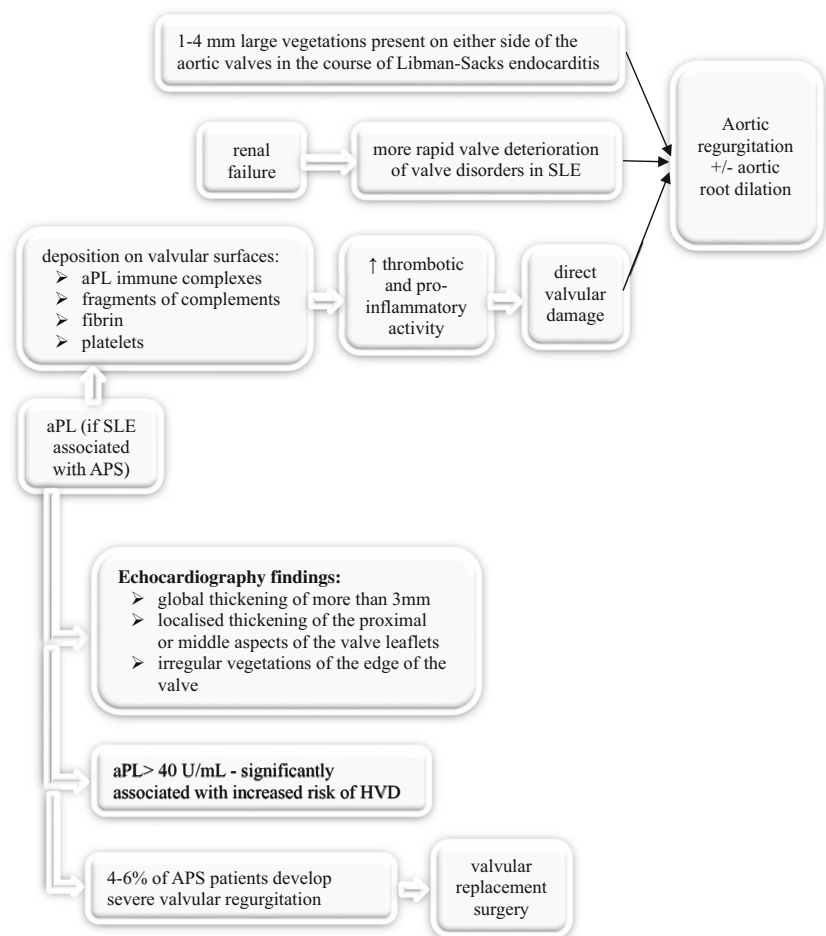 1-4 mm large vegetations present on either side of the
aortic valves in the course of Libman-Sacks endocarditis
Aortic
regurgitation
+/- aortic
root dilation
renal
failure
more rapid valve deterioration
of valve disorders in SLE
deposition on valvular surfaces:
➢ aPL immune complexes
➢ fragments of complements
➢ fibrin
➢ platelets
↑ thrombotic
and pro-
inflammatory
activity
direct
valvular
damage
aPL (if SLE
associated
with APS)
Echocardiography findings:
➢ global thickening of more than 3mm
➢ localised thickening of the proximal
or middle aspects of the valve leaflets
➢ irregular vegetations of the edge of the
valve
aPL> 40 U/mL - significantly
associated with increased risk of HVD
4-6% of APS patients develop
severe valvular regurgitation
valvular
replacement
surgery